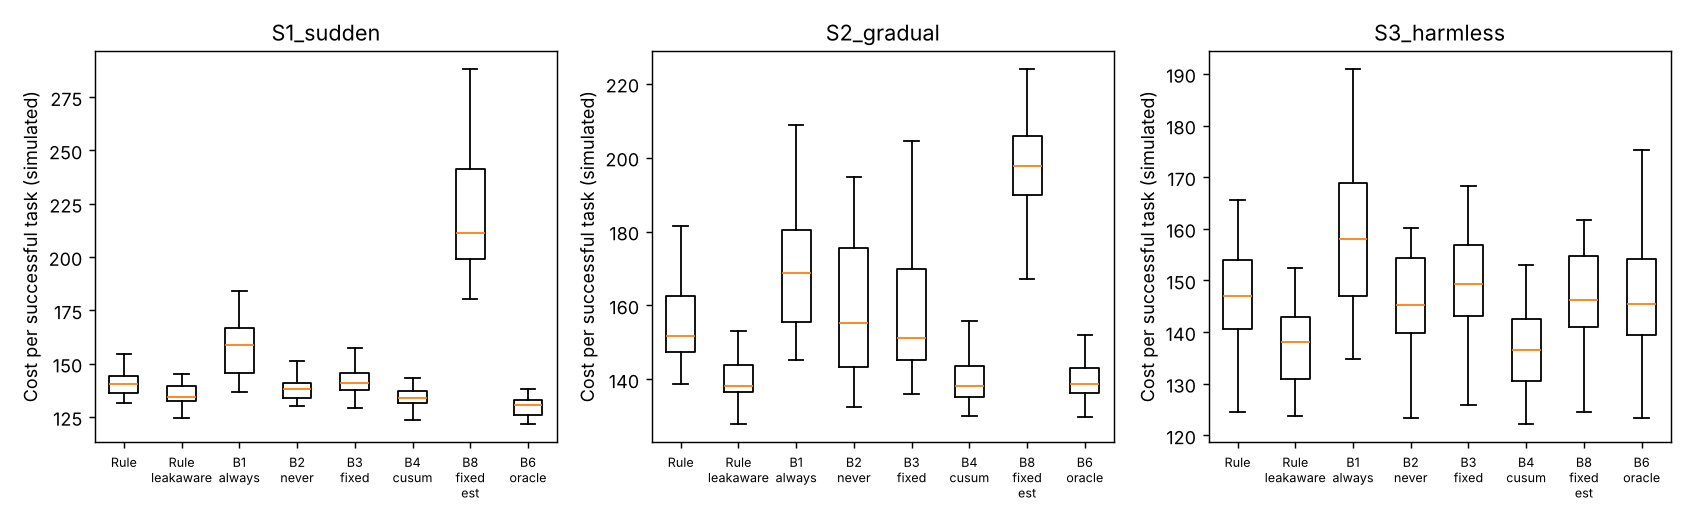 S1_sudden
Cost per successful task (simulated)
275
250
225
200
175
150
125
Rule
Rule
leakaware
B1
always
B2
never
B3
fixed
B4
cusum
B8
fixed
est
B6
oracle
S2_gradual
Cost per successful task (simulated)
220
200
180
160
140
Rule
Rule
leakaware
B1
always
B2
never
B3
fixed
B4
cusum
B8
fixed
est
B6
oracle
S3_harmless
Cost per successful task (simulated)
190
180
170
160
150
140
130
120
Rule
Rule
leakaware
B1
always
B2
never
B3
fixed
B4
cusum
B8
fixed
est
B6
oracle